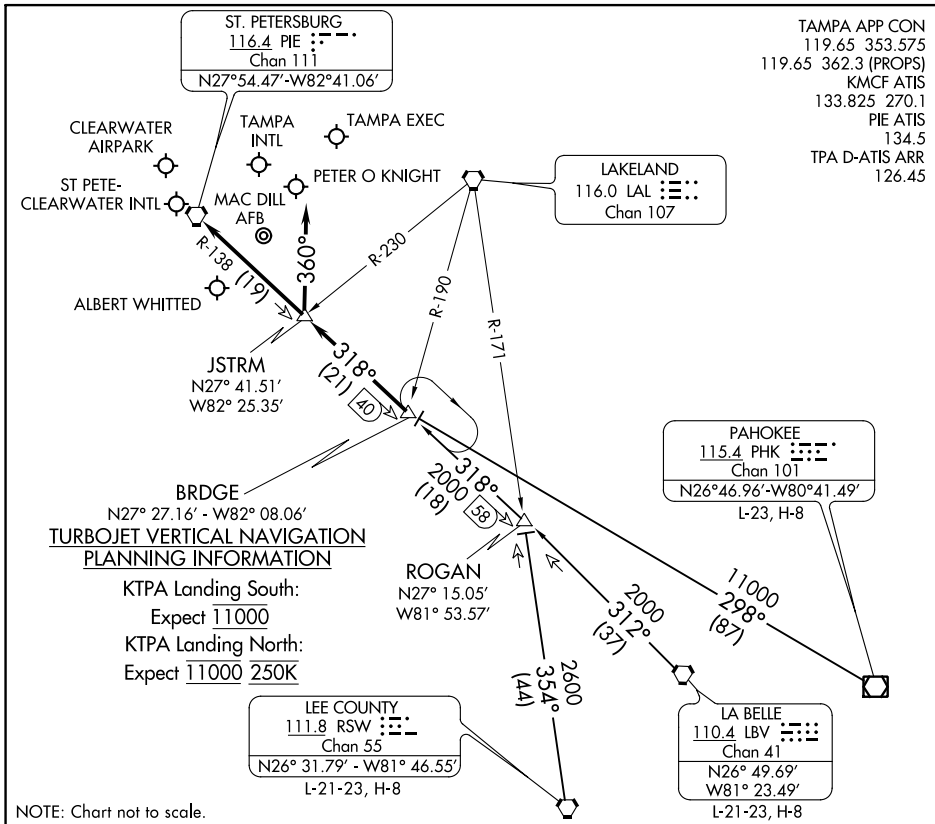 ST. PETERSBURG
116.4 PIE
Chan 111
N27°54.47′-W82°41.06′
TAMPA APP CON
119.65 353.575
119.65 362.3 (PROPS)
KMCF ATIS
133.825 270.1
PIE ATIS
134.5
TPA D-ATIS ARR
126.45
CLEARWATER
AIRPARK
TAMPA
INTL
TAMPA EXEC
PETER O KNIGHT
ST PETE-
CLEARWATER INTL
MAC DILL
AFB
LAKELAND
116.0 LAL
Chan 107
R-138 (19)
360°
R-230
R-190
R-171
ALBERT WHITTED
JSTRM
N27° 41.51′
W82° 25.35′
318°
(21)
40
BRDGE
N27° 27.16′ - W82° 08.06′
318°
2000
(18)
58
ROGAN
N27° 15.05′
W81° 53.57′
PAHOKEE
115.4 PHK
Chan 101
N26°46.96′-W80°41.49′
L-23, H-8
TURBOJET VERTICAL NAVIGATION
PLANNING INFORMATION
KTPA Landing South:
Expect 11000
KTPA Landing North:
Expect 11000 250K
11000
298°
(87)
2000
312°
(37)
2600
354°
(44)
LEE COUNTY
111.8 RSW
Chan 55
N26° 31.79′ - W81° 46.55′
L-21-23, H-8
LA BELLE
110.4 LBV
Chan 41
N26° 49.69′
W81° 23.49′
L-21-23, H-8
NOTE: Chart not to scale.